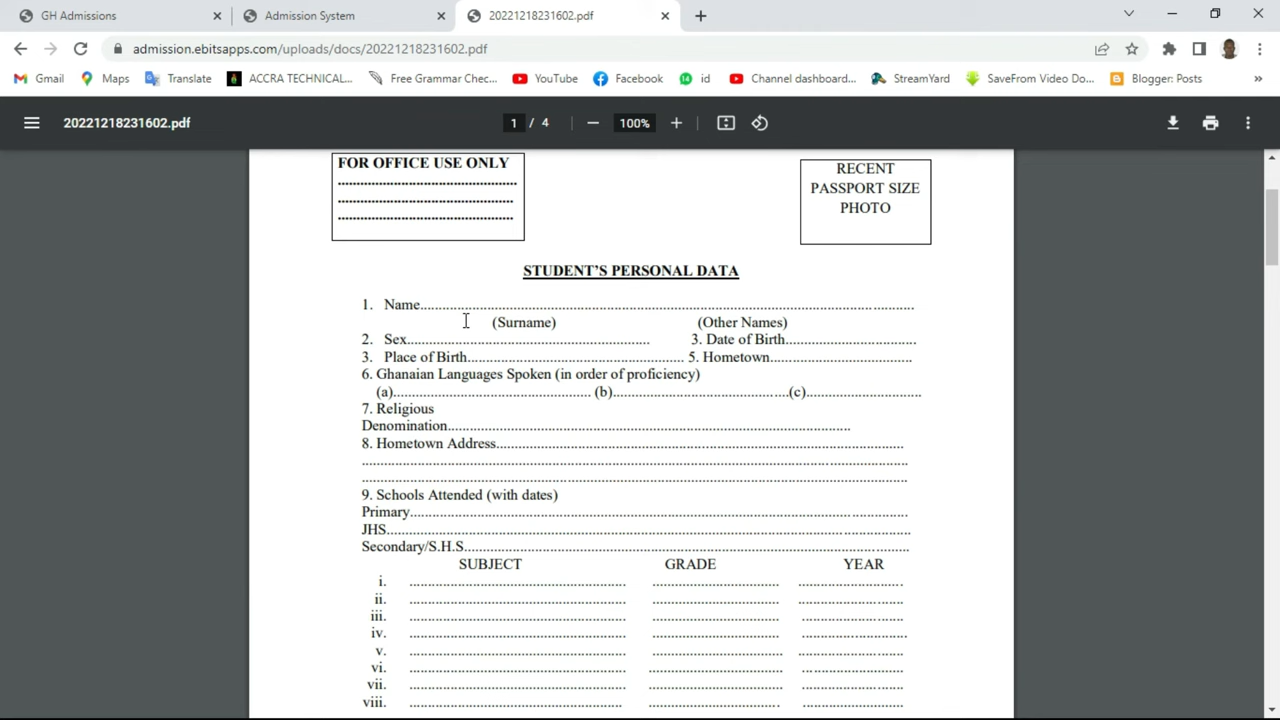 GH Admissions
Admission System
20221218231602.pdf
admission.ebitsapps.com/uploads/docs/20221218231602.pdf
Gmail Maps Translate ACCRA TECHNICAL... Free Grammar Chec... YouTube Facebook 14 id Channel dashboard... StreamYard SaveFrom Video Do... Blogger: Posts »
20221218231602.pdf 1 / 4 100%
FOR OFFICE USE ONLY
................................................
................................................
................................................
RECENT
PASSPORT SIZE
PHOTO
STUDENT’S PERSONAL DATA
1. Name....................................................................................................................................
(Surname) (Other Names)
2. Sex................................................................. 3. Date of Birth...................................
3. Place of Birth.......................................................... 5. Hometown......................................
6. Ghanaian Languages Spoken (in order of proficiency)
(a)..................................................... (b)...............................................(c)...............................
7. Religious
Denomination............................................................................................................
8. Hometown Address.............................................................................................................
..................................................................................................................................................
..................................................................................................................................................
9. Schools Attended (with dates)
Primary.....................................................................................................................................
JHS............................................................................................................................................
Secondary/S.H.S.......................................................................................................................
SUBJECT GRADE YEAR
i. .......................................................... .................................. ............................
ii. .......................................................... .................................. ............................
iii. .......................................................... .................................. ............................
iv. .......................................................... .................................. ............................
v. .......................................................... .................................. ............................
vi. .......................................................... .................................. ............................
vii. .......................................................... .................................. ............................
viii. .......................................................... .................................. ............................